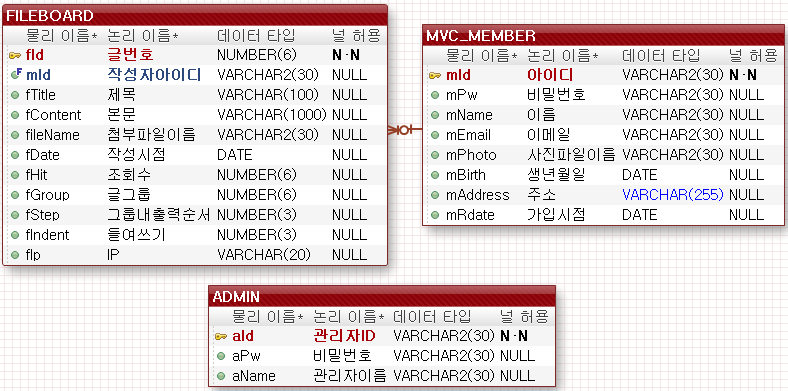 FILEBOARD
물리 이름* 논리 이름* 데이터 타입 널 허용
fId 글번호 NUMBER(6) N·N
mId 작성자아이디 VARCHAR2(30) NULL
fTitle 제목 VARCHAR(100) NULL
fContent 본문 VARCHAR(1000) NULL
fileName 첨부파일이름 VARCHAR2(30) NULL
fDate 작성시점 DATE NULL
fHit 조회수 NUMBER(6) NULL
fGroup 글그룹 NUMBER(6) NULL
fStep 그룹내출력순서 NUMBER(3) NULL
fIndent 들여쓰기 NUMBER(3) NULL
fIp IP VARCHAR(20) NULL
MVC_MEMBER
물리 이름* 논리 이름* 데이터 타입 널 허용
mId 아이디 VARCHAR2(30) N·N
mPw 비밀번호 VARCHAR2(30) NULL
mName 이름 VARCHAR2(30) NULL
mEmail 이메일 VARCHAR2(30) NULL
mPhoto 사진파일이름 VARCHAR2(30) NULL
mBirth 생년월일 DATE NULL
mAddress 주소 VARCHAR(255) NULL
mRdate 가입시점 DATE NULL
ADMIN
물리 이름* 논리 이름* 데이터 타입 널 허용
aId 관리자ID VARCHAR2(30) N·N
aPw 비밀번호 VARCHAR2(30) NULL
aName 관리자이름 VARCHAR2(30) NULL